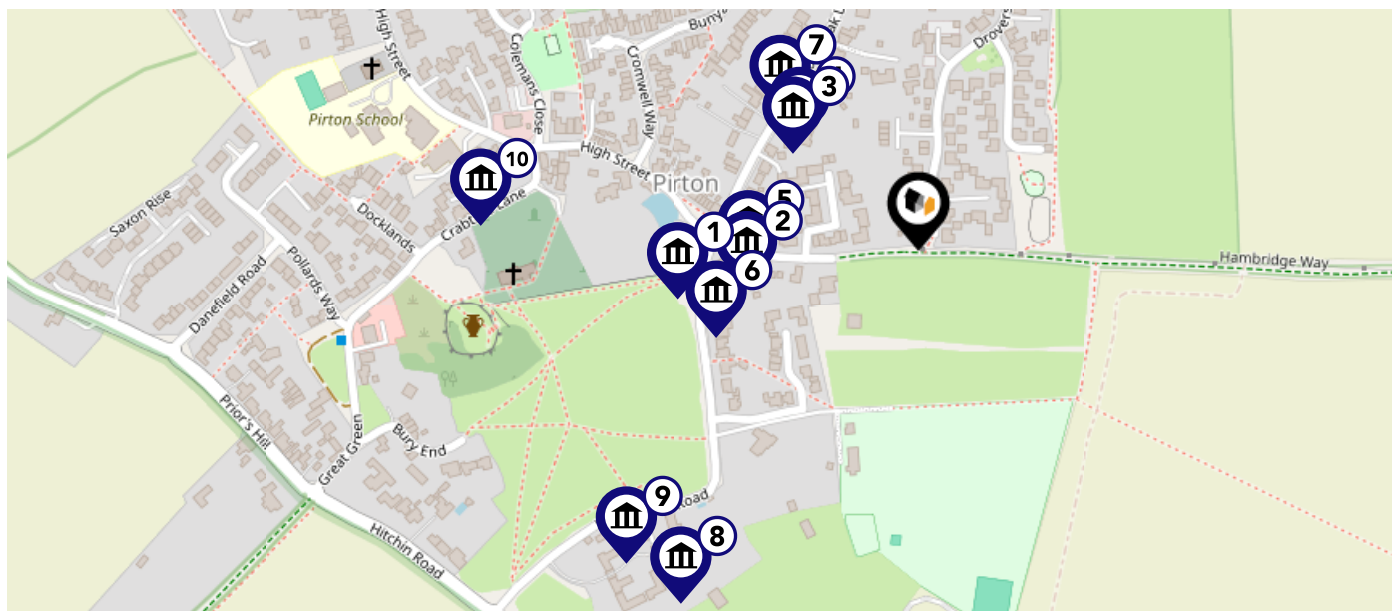 High Street
Colemans Close
Cromwell Way
Drovers
7
3
Pirton School
10
High Street
Pirton
5
2
1
6
Saxon Rise
Docklands
Crabtree Lane
Pollards Way
Danefield Road
Hambridge Way
Prior's Hill
Great Green
Bury End
Hitchin Road
9
Road
8